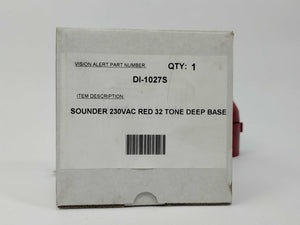 VISION ALERT PART NUMBER:
QTY: 1
DI-1027S
ITEM DESCRIPTION:
SOUNDER 230VAC RED 32 TONE DEEP BASE